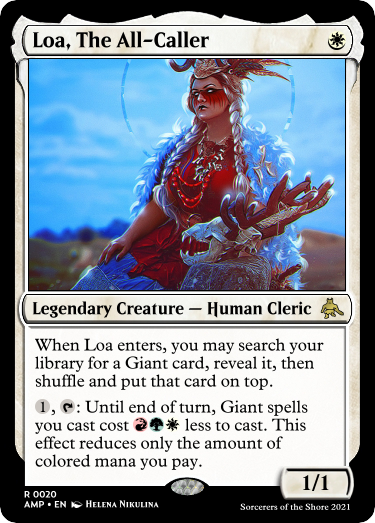 Loa, The All-Caller
Legendary Creature — Human Cleric
When Loa enters, you may search your
library for a Giant card, reveal it, then
shuffle and put that card on top.
1, : Until end of turn, Giant spells
you cast cost less to cast. This
effect reduces only the amount of
colored mana you pay.
1/1
R 0020
AMP • EN Helena Nikulina
Sorcerers of the Shore 2021